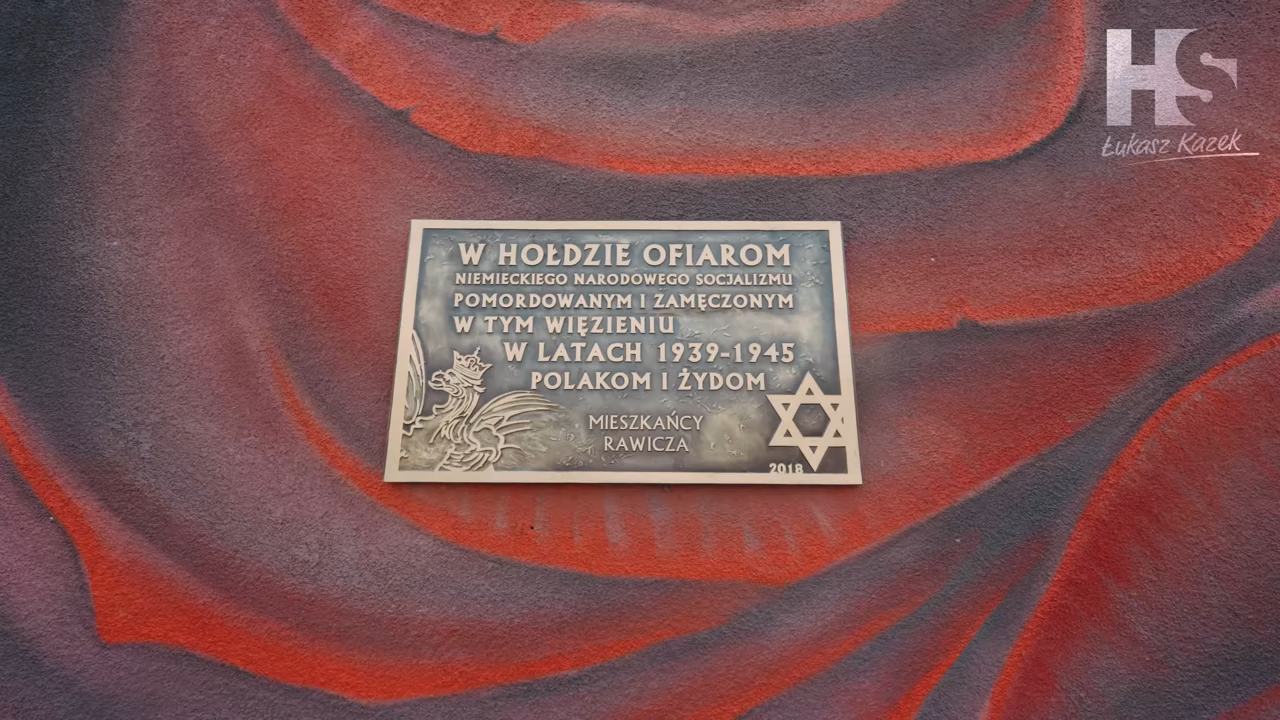 HS
Łukasz Kazek
W HOŁDZIE OFIAROM
NIEMIECKIEGO NARODOWEGO SOCJALIZMU
POMORDOWANYM I ZAMĘCZONYM
W TYM WIĘZIENIU
W LATACH 1939-1945
POLAKOM I ŻYDOM
MIESZKAŃCY
RAWICZA
2018